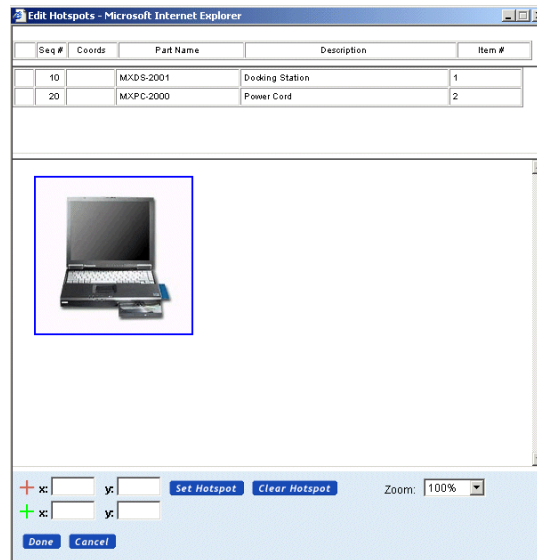 Edit Hotspots - Microsoft Internet Explorer
Seq # Coords Part Name Description Item #
10 MXDS-2001 Docking Station 1
20 MXPC-2000 Power Cord 2
x: y: Set Hotspot Clear Hotspot Zoom: 100%
x: y:
Done Cancel